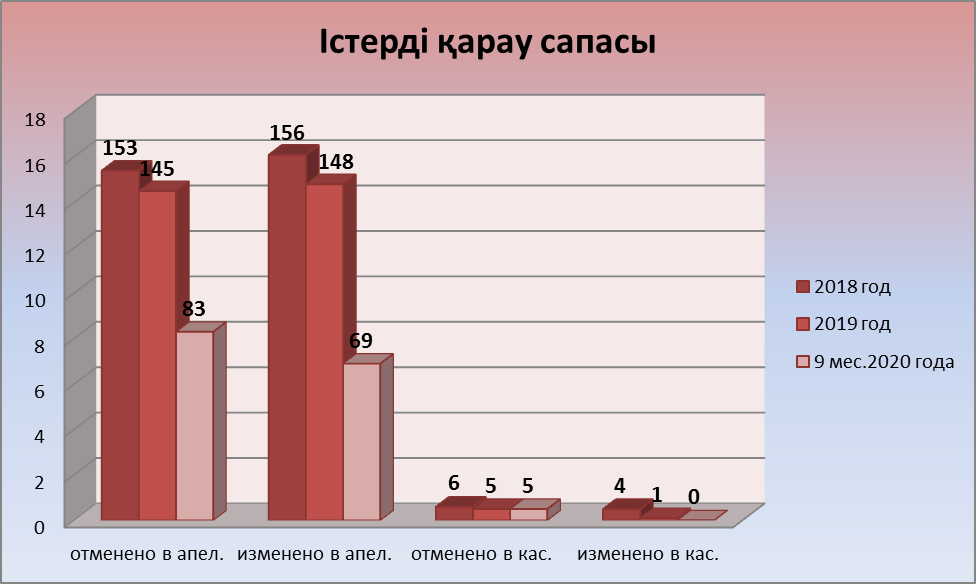 Істерді қарау сапасы
18
16
14
12
10
8
6
4
2
0
153
145
83
156
148
69
6
5
5
4
1
0
отменено в апел.
изменено в апел.
отменено в кас.
изменено в кас.
2018 год
2019 год
9 мес.2020 года